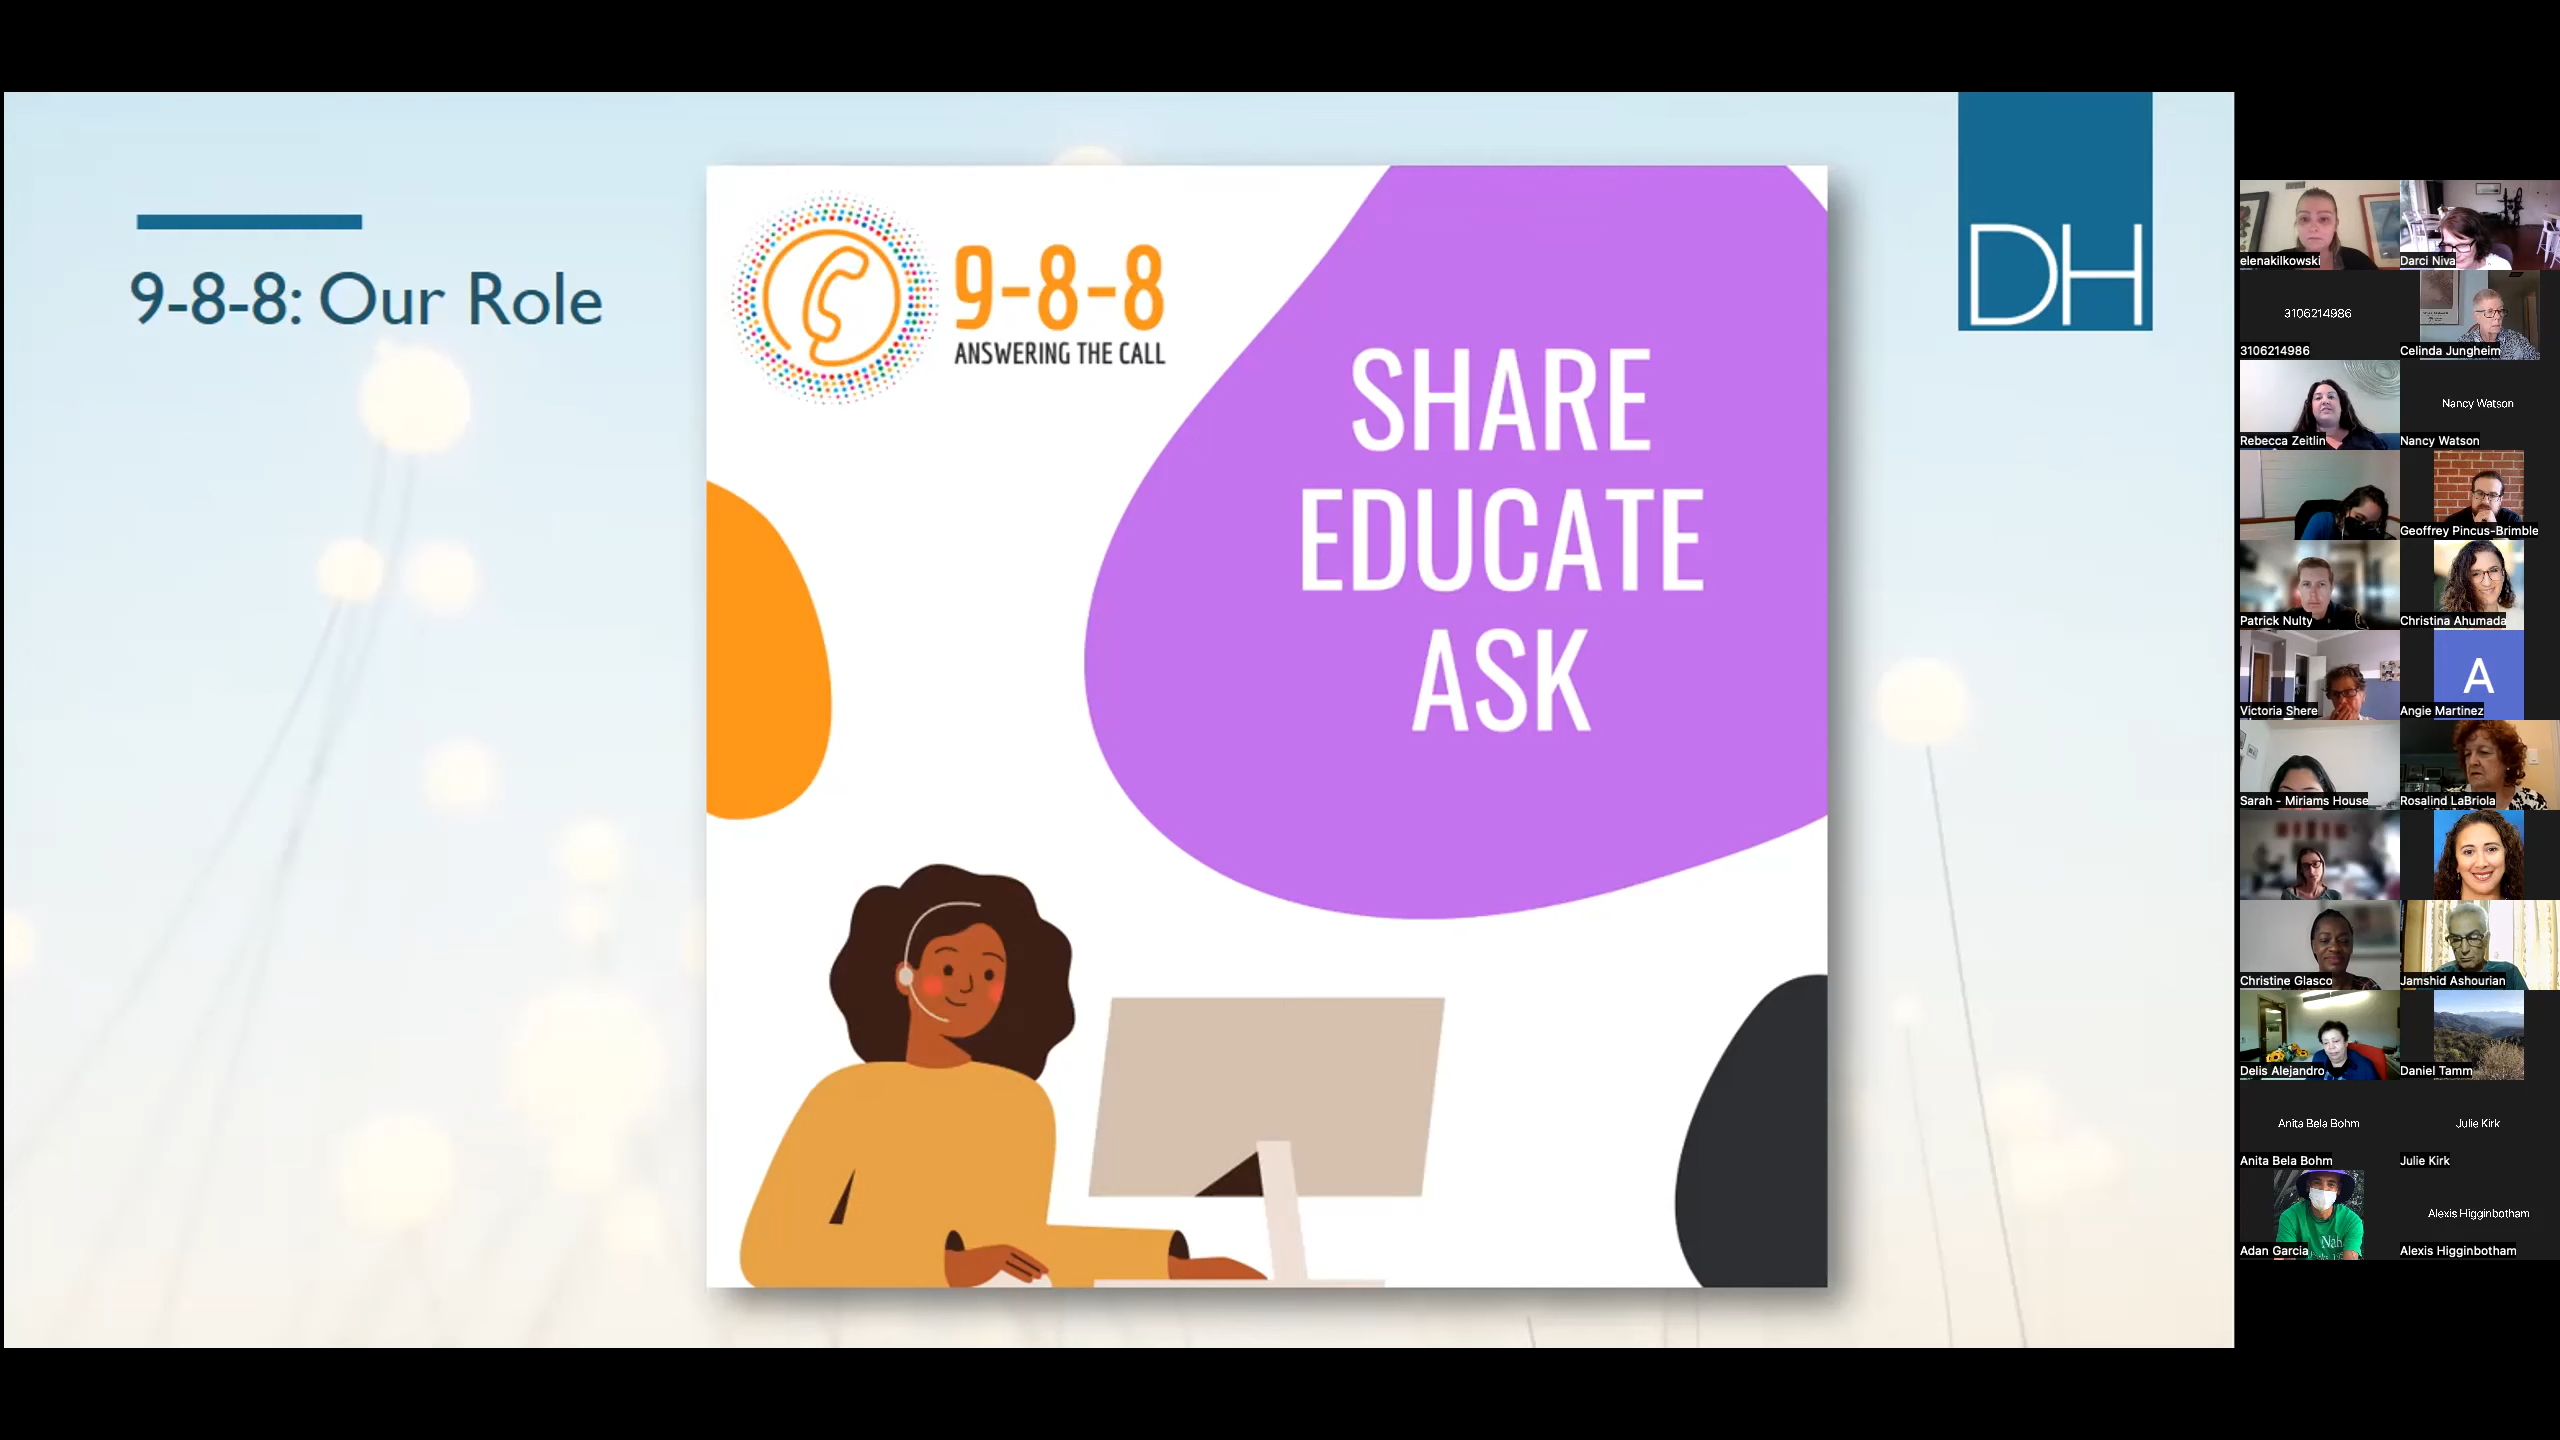 9-8-8: Our Role
9-8-8
ANSWERING THE CALL
SHARE
EDUCATE
ASK
DH
elenakilkowski
Darci Niva
3106214986
3106214986
Celinda Jungheim
Rebecca Zeitlin
Nancy Watson
Nancy Watson
Geoffrey Pincus-Brimble
Patrick Nulty
Christina Ahumada
Victoria Shere
A
Angie Martinez
Sarah - Miriams House
Rosalind LaBriola
Christine Glasco
Jamshid Ashourian
Delis Alejandro
Daniel Tamm
Anita Bela Bohm
Julie Kirk
Anita Bela Bohm
Julie Kirk
Nah
Adan Garcia
Alexis Higginbotham
Alexis Higginbotham